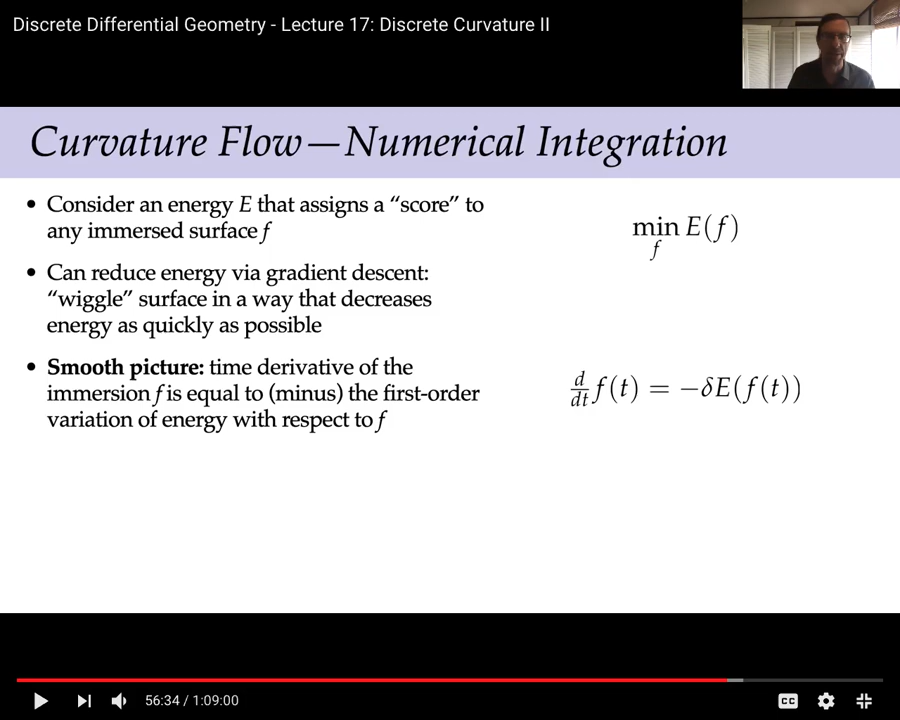 Discrete Differential Geometry - Lecture 17: Discrete Curvature II
Curvature Flow—Numerical Integration
• Consider an energy E that assigns a “score” to
any immersed surface f
min E(f)
f
• Can reduce energy via gradient descent:
“wiggle” surface in a way that decreases
energy as quickly as possible
• Smooth picture: time derivative of the
immersion f is equal to (minus) the first-order
variation of energy with respect to f
d/dt f(t) = −δE(f(t))
56:34 / 1:09:00
CC